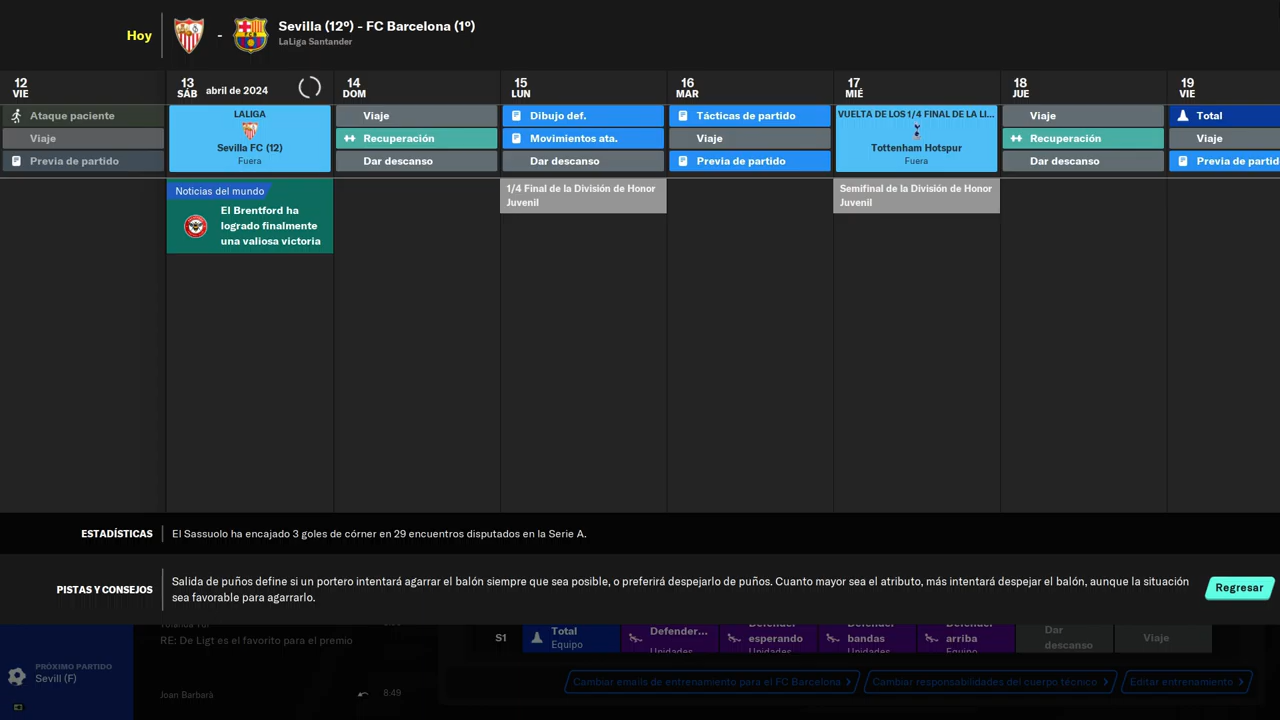 Hoy
-
Sevilla (12º) - FC Barcelona (1º)
LaLiga Santander
12
VIE
13
SÁB
abril de 2024
14
DOM
15
LUN
16
MAR
17
MIÉ
18
JUE
19
VIE
Ataque paciente
Viaje
Previa de partido
LALIGA
Sevilla FC (12)
Fuera
Viaje
Recuperación
Dar descanso
Dibujo def.
Movimientos ata.
Dar descanso
Tácticas de partido
Viaje
Previa de partido
VUELTA DE LOS 1/4 FINAL DE LA LI...
Tottenham Hotspur
Fuera
Viaje
Recuperación
Dar descanso
Total
Viaje
Previa de partid
Noticias del mundo
El Brentford ha
logrado finalmente
una valiosa victoria
1/4 Final de la División de Honor
Juvenil
Semifinal de la División de Honor
Juvenil
ESTADÍSTICAS
El Sassuolo ha encajado 3 goles de córner en 29 encuentros disputados en la Serie A.
PISTAS Y CONSEJOS
Salida de puños define si un portero intentará agarrar el balón siempre que sea posible, o preferirá despejarlo de puños. Cuanto mayor sea el atributo, más intentará despejar el balón, aunque la situación
sea favorable para agarrarlo.
Regresar
RE: De Ligt es el favorito para el premio
Joan Barbarà
8:49
PRÓXIMO PARTIDO
Sevill (F)
S1
Total
Equipo
Defender...
Unidades
Defender
esperando
Unidades
Defender
bandas
Unidades
Defender
arriba
Equipo
Dar
descanso
Viaje
Cambiar emails de entrenamiento para el FC Barcelona
Cambiar responsabilidades del cuerpo técnico
Editar entrenamiento